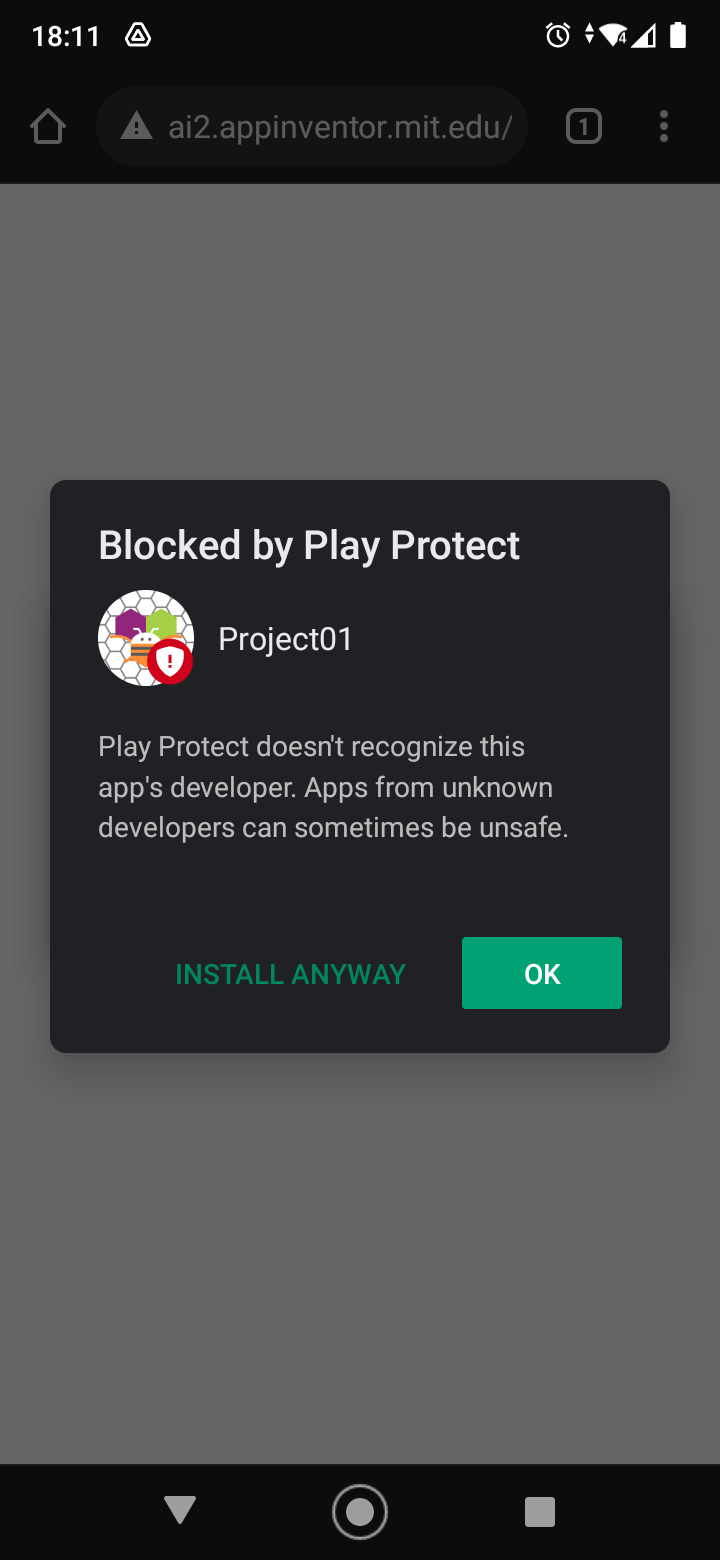 18:11
4
ai2.appinventor.mit.edu/
1
Blocked by Play Protect
Project01
Play Protect doesn't recognize this
app's developer. Apps from unknown
developers can sometimes be unsafe.
INSTALL ANYWAY
OK